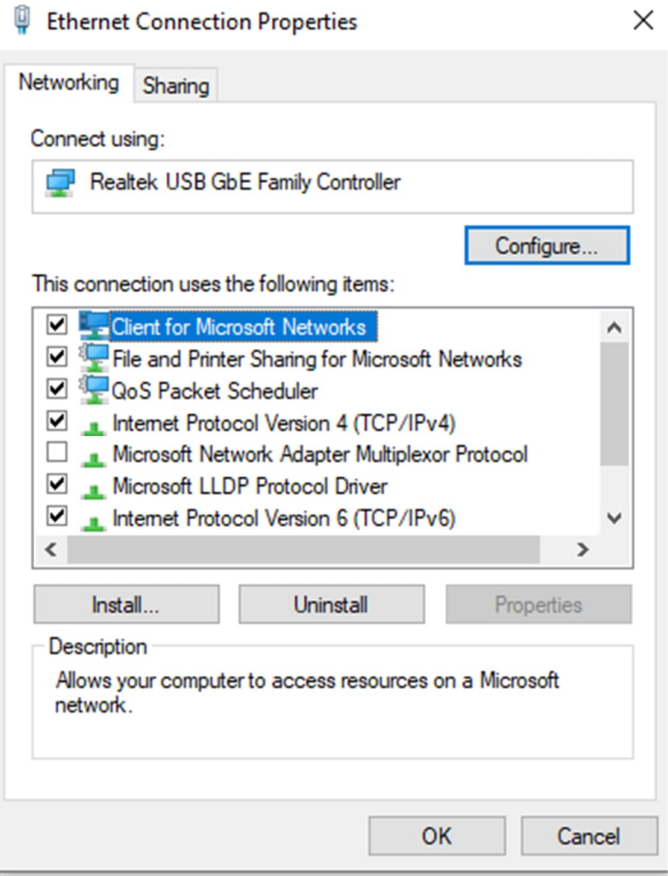 Ethernet Connection Properties
Networking
Sharing
Connect using:
Realtek USB GbE Family Controller
Configure...
This connection uses the following items:
Client for Microsoft Networks
File and Printer Sharing for Microsoft Networks
QoS Packet Scheduler
Internet Protocol Version 4 (TCP/IPv4)
Microsoft Network Adapter Multiplexor Protocol
Microsoft LLDP Protocol Driver
Internet Protocol Version 6 (TCP/IPv6)
Install...
Uninstall
Properties
Description
Allows your computer to access resources on a Microsoft
network.
OK
Cancel